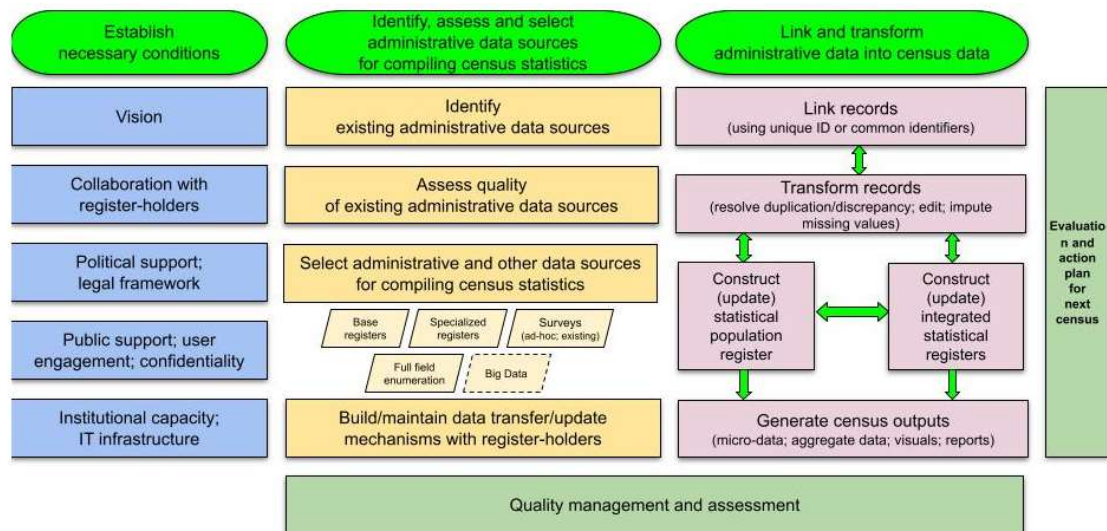 Establish
necessary conditions
Identify, assess and select
administrative data sources
for compiling census statistics
Link and transform
administrative data into census data
Vision
Collaboration with
register-holders
Political support;
legal framework
Public support; user
engagement; confidentiality
Institutional capacity;
IT infrastructure
Identify
existing administrative data sources
Assess quality
of existing administrative data sources
Select administrative and other data sources
for compiling census statistics
Base
registers
Specialized
registers
Surveys
(ad-hoc; existing)
Full field
enumeration
Big Data
Build/maintain data transfer/update
mechanisms with register-holders
Link records
(using unique ID or common identifiers)
Transform records
(resolve duplication/discrepancy; edit; impute
missing values)
Construct
(update)
statistical
population
register
Construct
(update)
integrated
statistical
registers
Generate census outputs
(micro-data; aggregate data; visuals; reports)
Evaluatio
n and
action
plan
for
next
census
Quality management and assessment